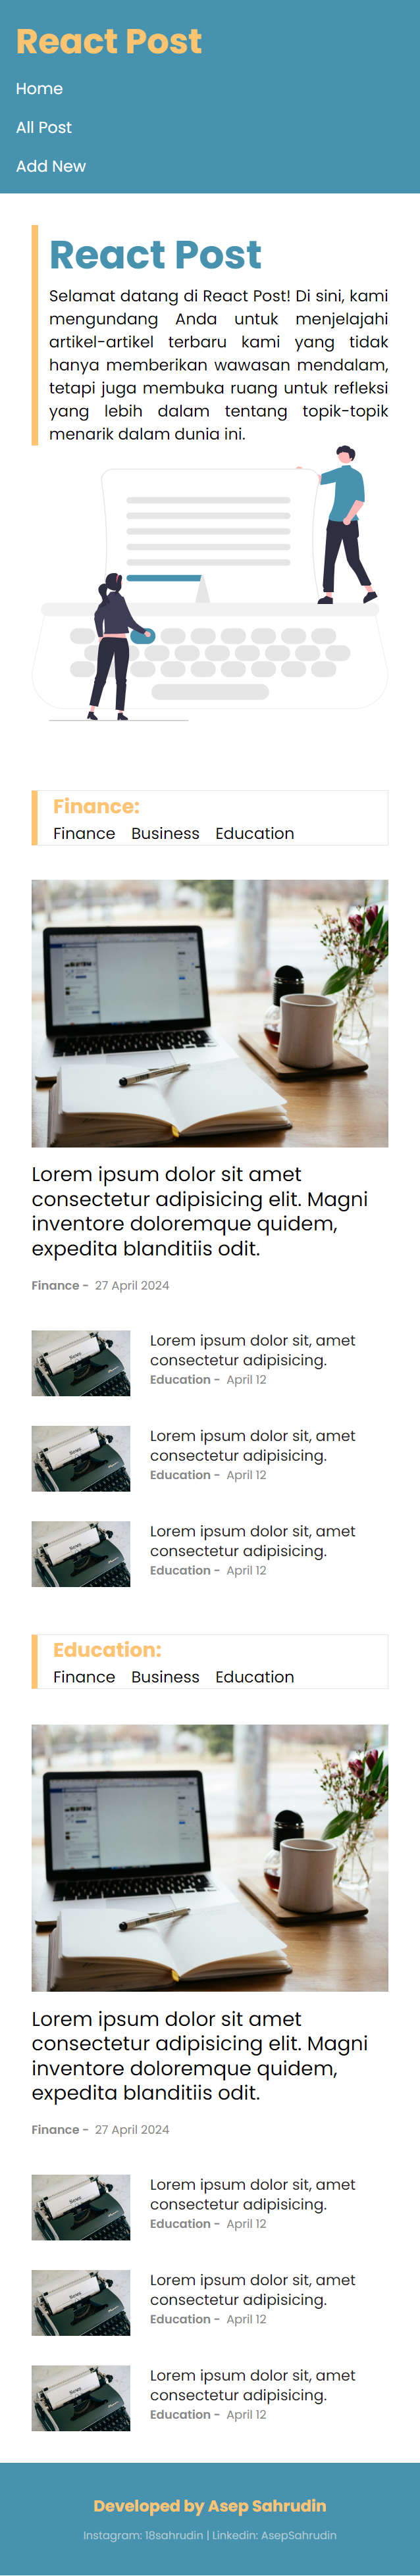 React Post
Home
All Post
Add New
React Post
Selamat datang di React Post! Di sini, kami
mengundang Anda untuk menjelajahi
artikel-artikel terbaru kami yang tidak
hanya memberikan wawasan mendalam,
tetapi juga membuka ruang untuk refleksi
yang lebih dalam tentang topik-topik
menarik dalam dunia ini.
Finance:
Finance Business Education
Lorem ipsum dolor sit amet
consectetur adipisicing elit. Magni
inventore doloremque quidem,
expedita blanditiis odit.
Finance - 27 April 2024
News
Lorem ipsum dolor sit, amet
consectetur adipisicing.
Education - April 12
News
Lorem ipsum dolor sit, amet
consectetur adipisicing.
Education - April 12
News
Lorem ipsum dolor sit, amet
consectetur adipisicing.
Education - April 12
Education:
Finance Business Education
Lorem ipsum dolor sit amet
consectetur adipisicing elit. Magni
inventore doloremque quidem,
expedita blanditiis odit.
Finance - 27 April 2024
News
Lorem ipsum dolor sit, amet
consectetur adipisicing.
Education - April 12
News
Lorem ipsum dolor sit, amet
consectetur adipisicing.
Education - April 12
News
Lorem ipsum dolor sit, amet
consectetur adipisicing.
Education - April 12
Developed by Asep Sahrudin
Instagram: 18sahrudin | Linkedin: AsepSahrudin